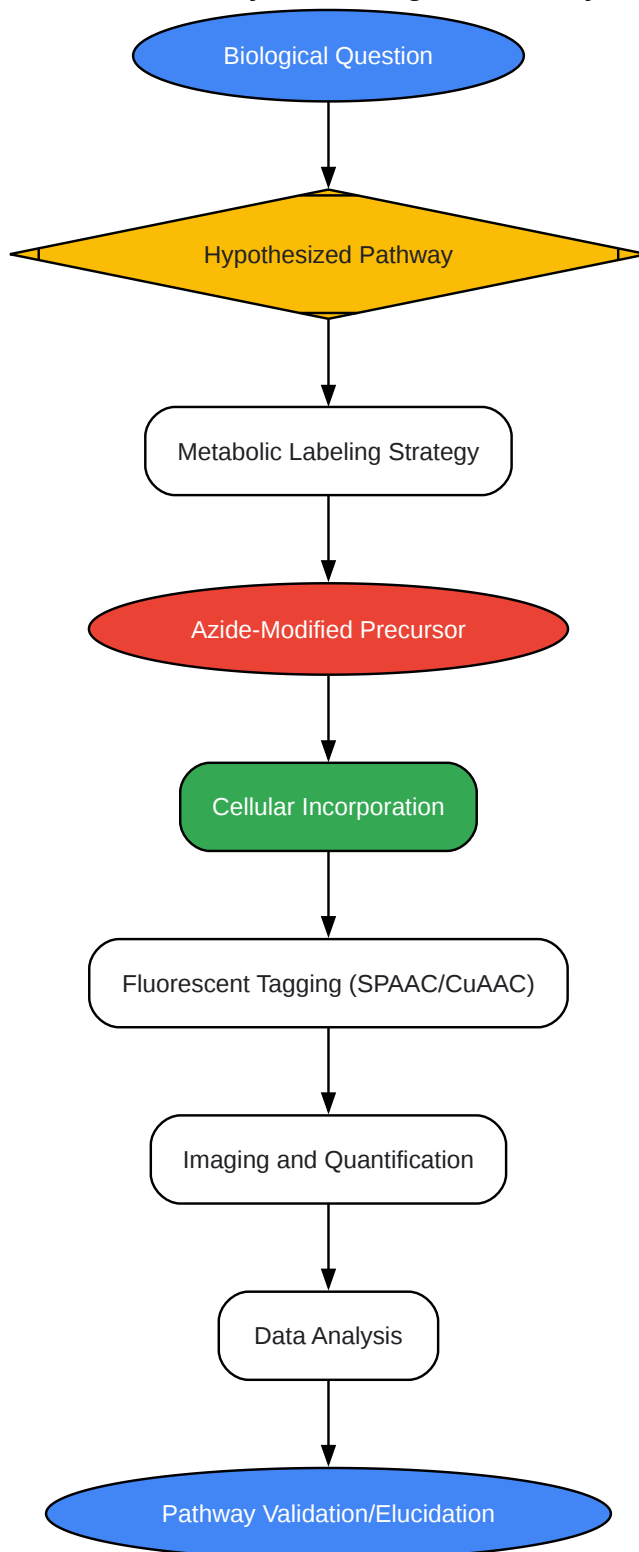 Biological Question
Hypothesized Pathway
Metabolic Labeling Strategy
Azide-Modified Precursor
Cellular Incorporation
Fluorescent Tagging (SPAAC/CuAAC)
Imaging and Quantification
Data Analysis
Pathway Validation/Elucidation